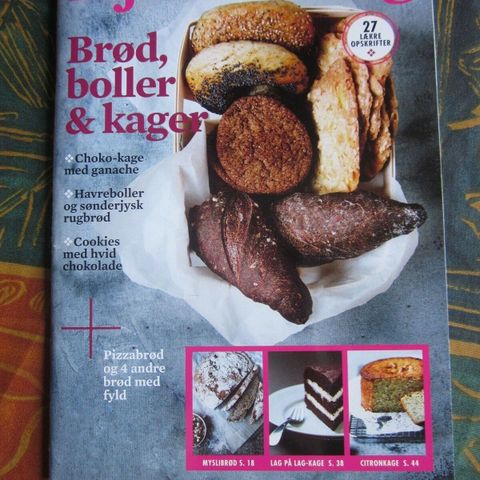 27
LÆKRE
OPSKRIFTER
Brød,
boller
& kager
Choko-kage
med ganache
Havreboller
og sønderjysk
rugbrød
Cookies
med hvid
chokolade
Pizzabrød
og 4 andre
brød med
fyld
MYSLIBRØD S. 18
LAG PÅ LAG-KAGE S. 38
CITRONKAGE S. 44